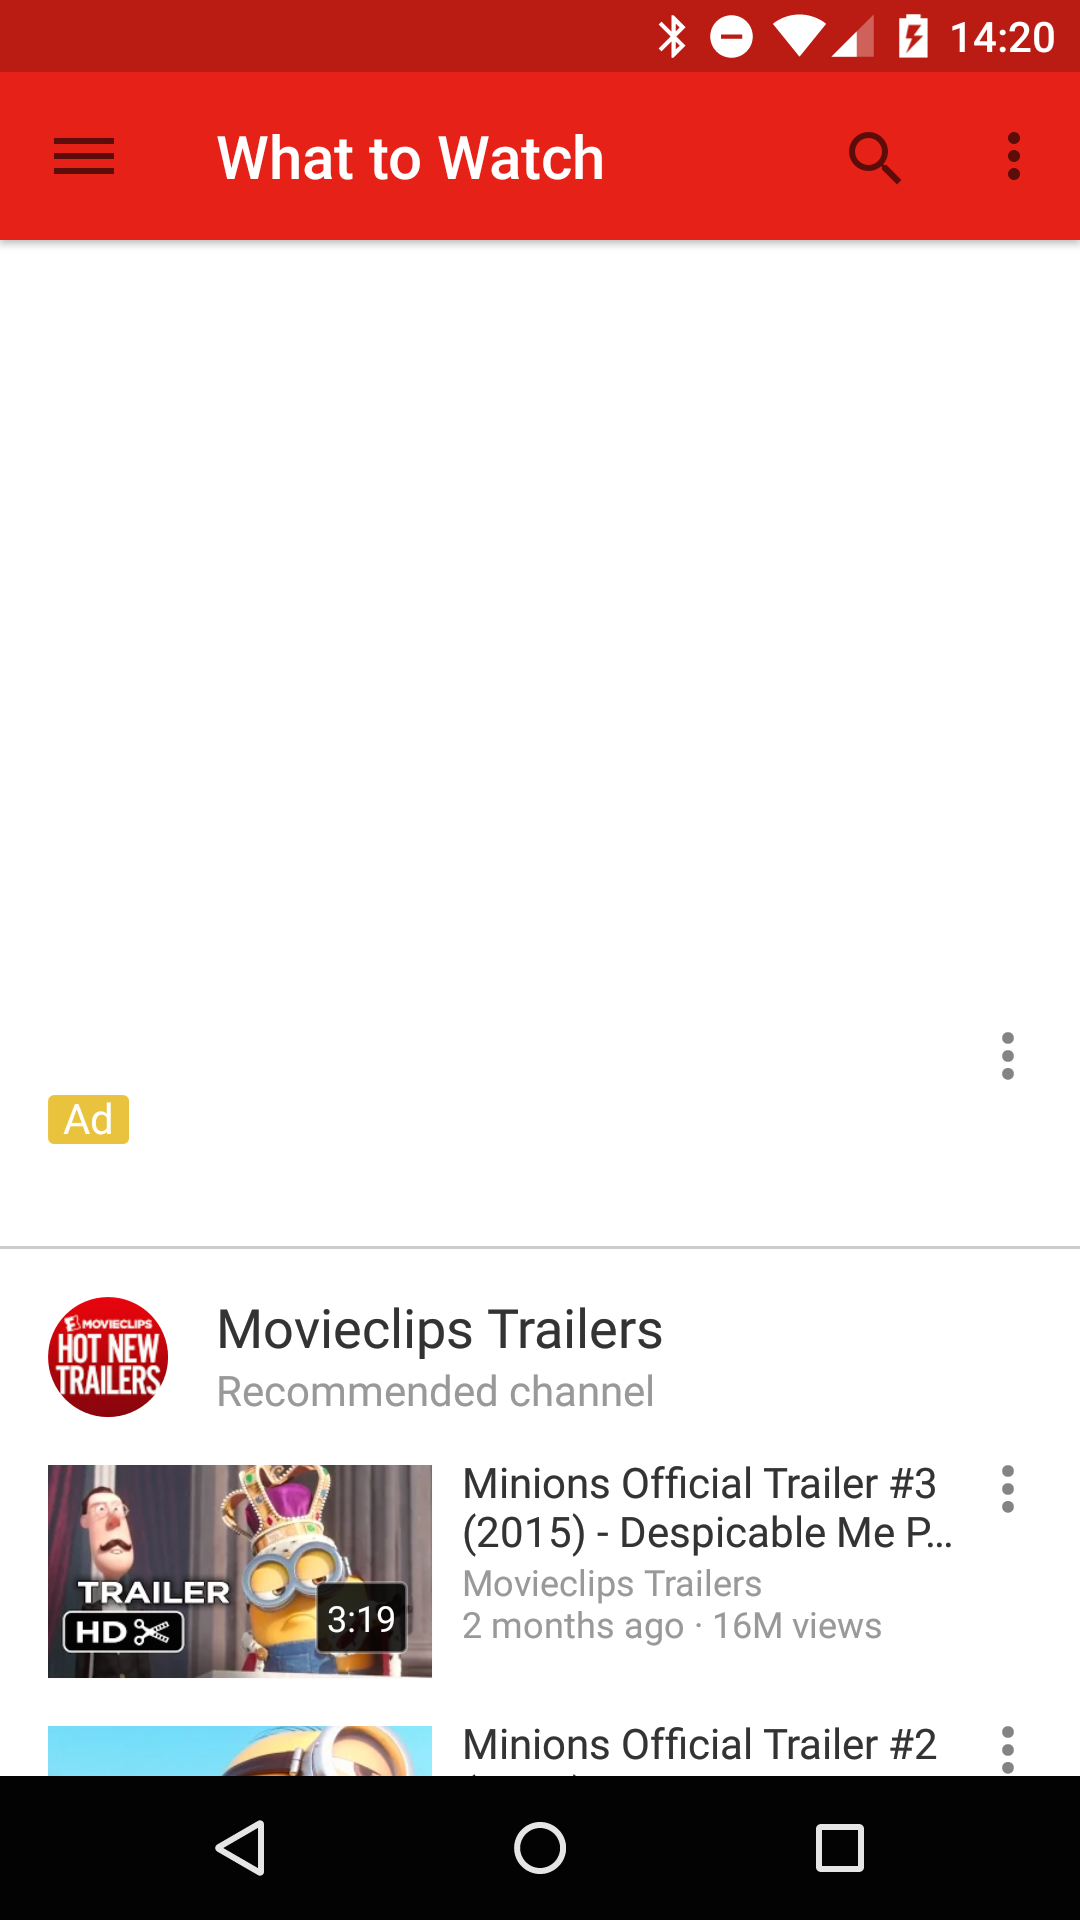 14:20
What to Watch
Ad
MOVIECLIPS
HOT NEW
TRAILERS
Movieclips Trailers
Recommended channel
TRAILER
HD
3:19
Minions Official Trailer #3
(2015) - Despicable Me P...
Movieclips Trailers
2 months ago · 16M views
Minions Official Trailer #2